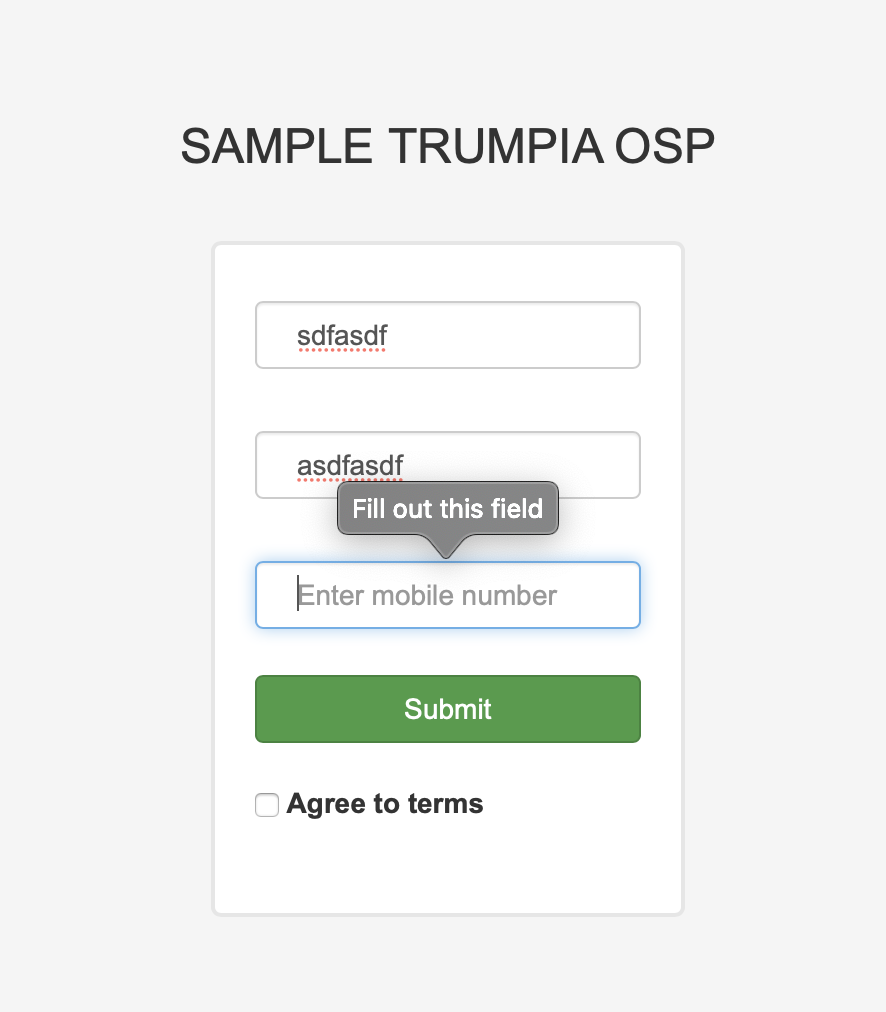 SAMPLE TRUMPIA OSP
sdfasdf
asdfasdf
Fill out this field
Enter mobile number
Submit
Agree to terms